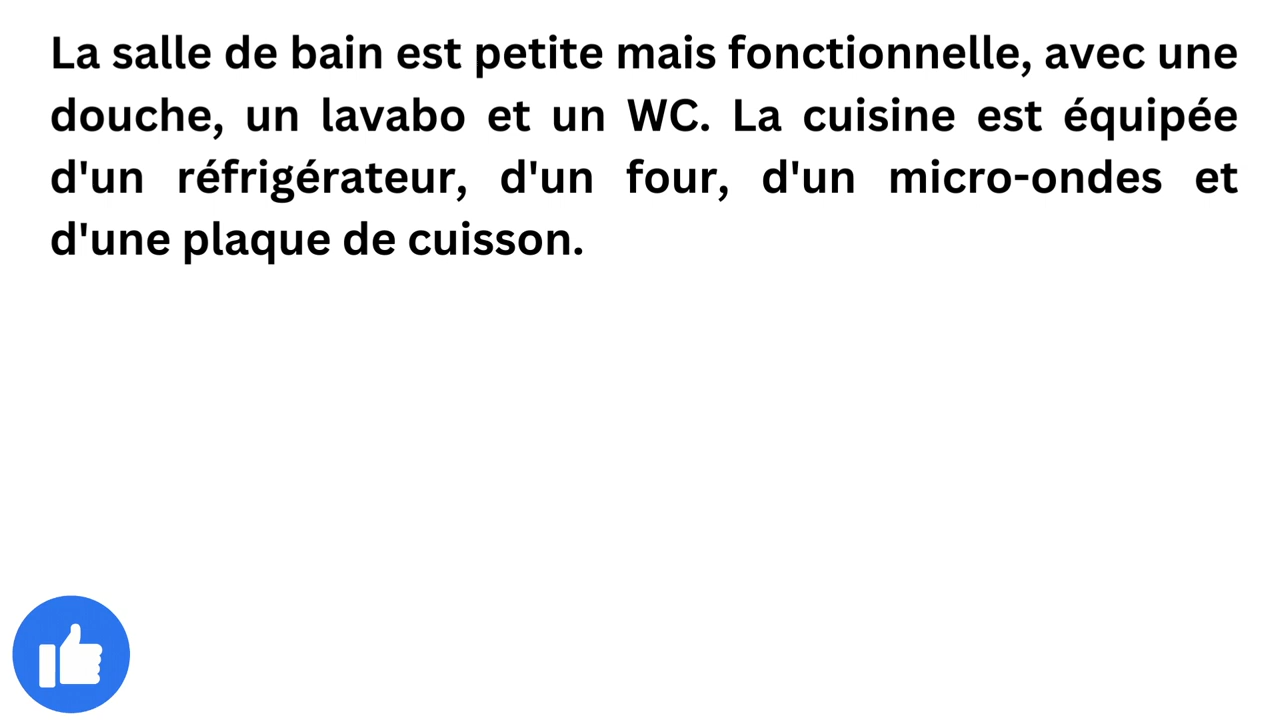 La salle de bain est petite mais fonctionnelle, avec une
douche, un lavabo et un WC. La cuisine est équipée
d'un réfrigérateur, d'un four, d'un micro-ondes et
d'une plaque de cuisson.